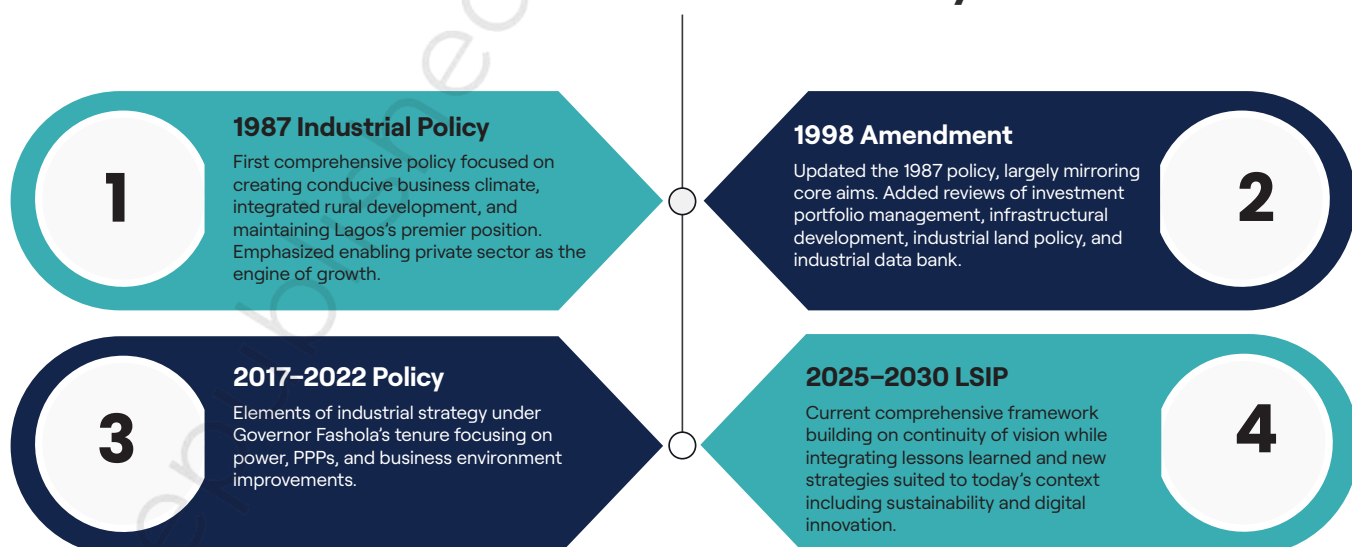 1
1987 Industrial Policy
First comprehensive policy focused on
creating conducive business climate,
integrated rural development, and
maintaining Lagos’s premier position.
Emphasized enabling private sector as the
engine of growth.
1998 Amendment
Updated the 1987 policy, largely mirroring
core aims. Added reviews of investment
portfolio management, infrastructural
development, industrial land policy, and
industrial data bank.
2
3
2017–2022 Policy
Elements of industrial strategy under
Governor Fashola’s tenure focusing on
power, PPPs, and business environment
improvements.
2025–2030 LSIP
Current comprehensive framework
building on continuity of vision while
integrating lessons learned and new
strategies suited to today’s context
including sustainability and digital
innovation.
4